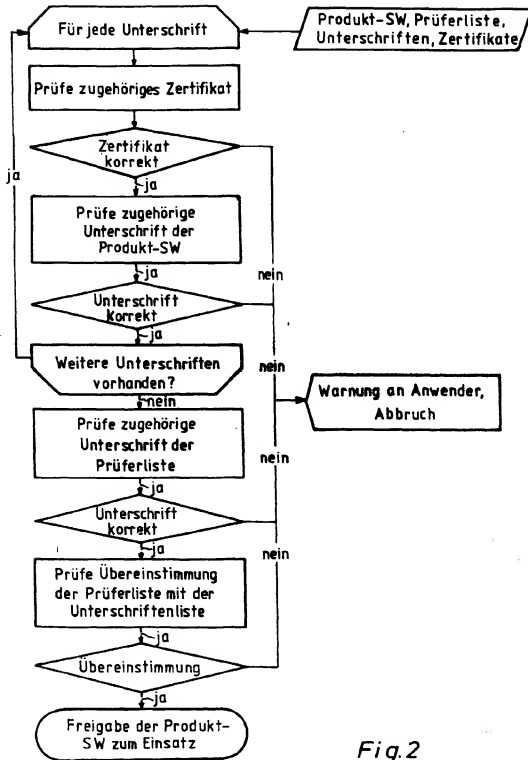 Für jede Unterschrift
Produkt-SW, Prüferliste,
Unterschriften, Zertifikate
Prüfe zugehöriges Zertifikat
Zertifikat
korrekt
ja
ja
Prüfe zugehörige
Unterschrift der
Produkt-SW
ja
nein
Unterschrift
korrekt
ja
Weitere Unterschriften
vorhanden?
nein
nein
Warnung an Anwender,
Abbruch
Prüfe zugehörige
Unterschrift der
Prüferliste
nein
ja
Unterschrift
korrekt
ja
nein
Prüfe Übereinstimmung
der Prüferliste mit der
Unterschriftenliste
ja
Übereinstimmung
ja
Freigabe der Produkt-
SW zum Einsatz
Fig.2